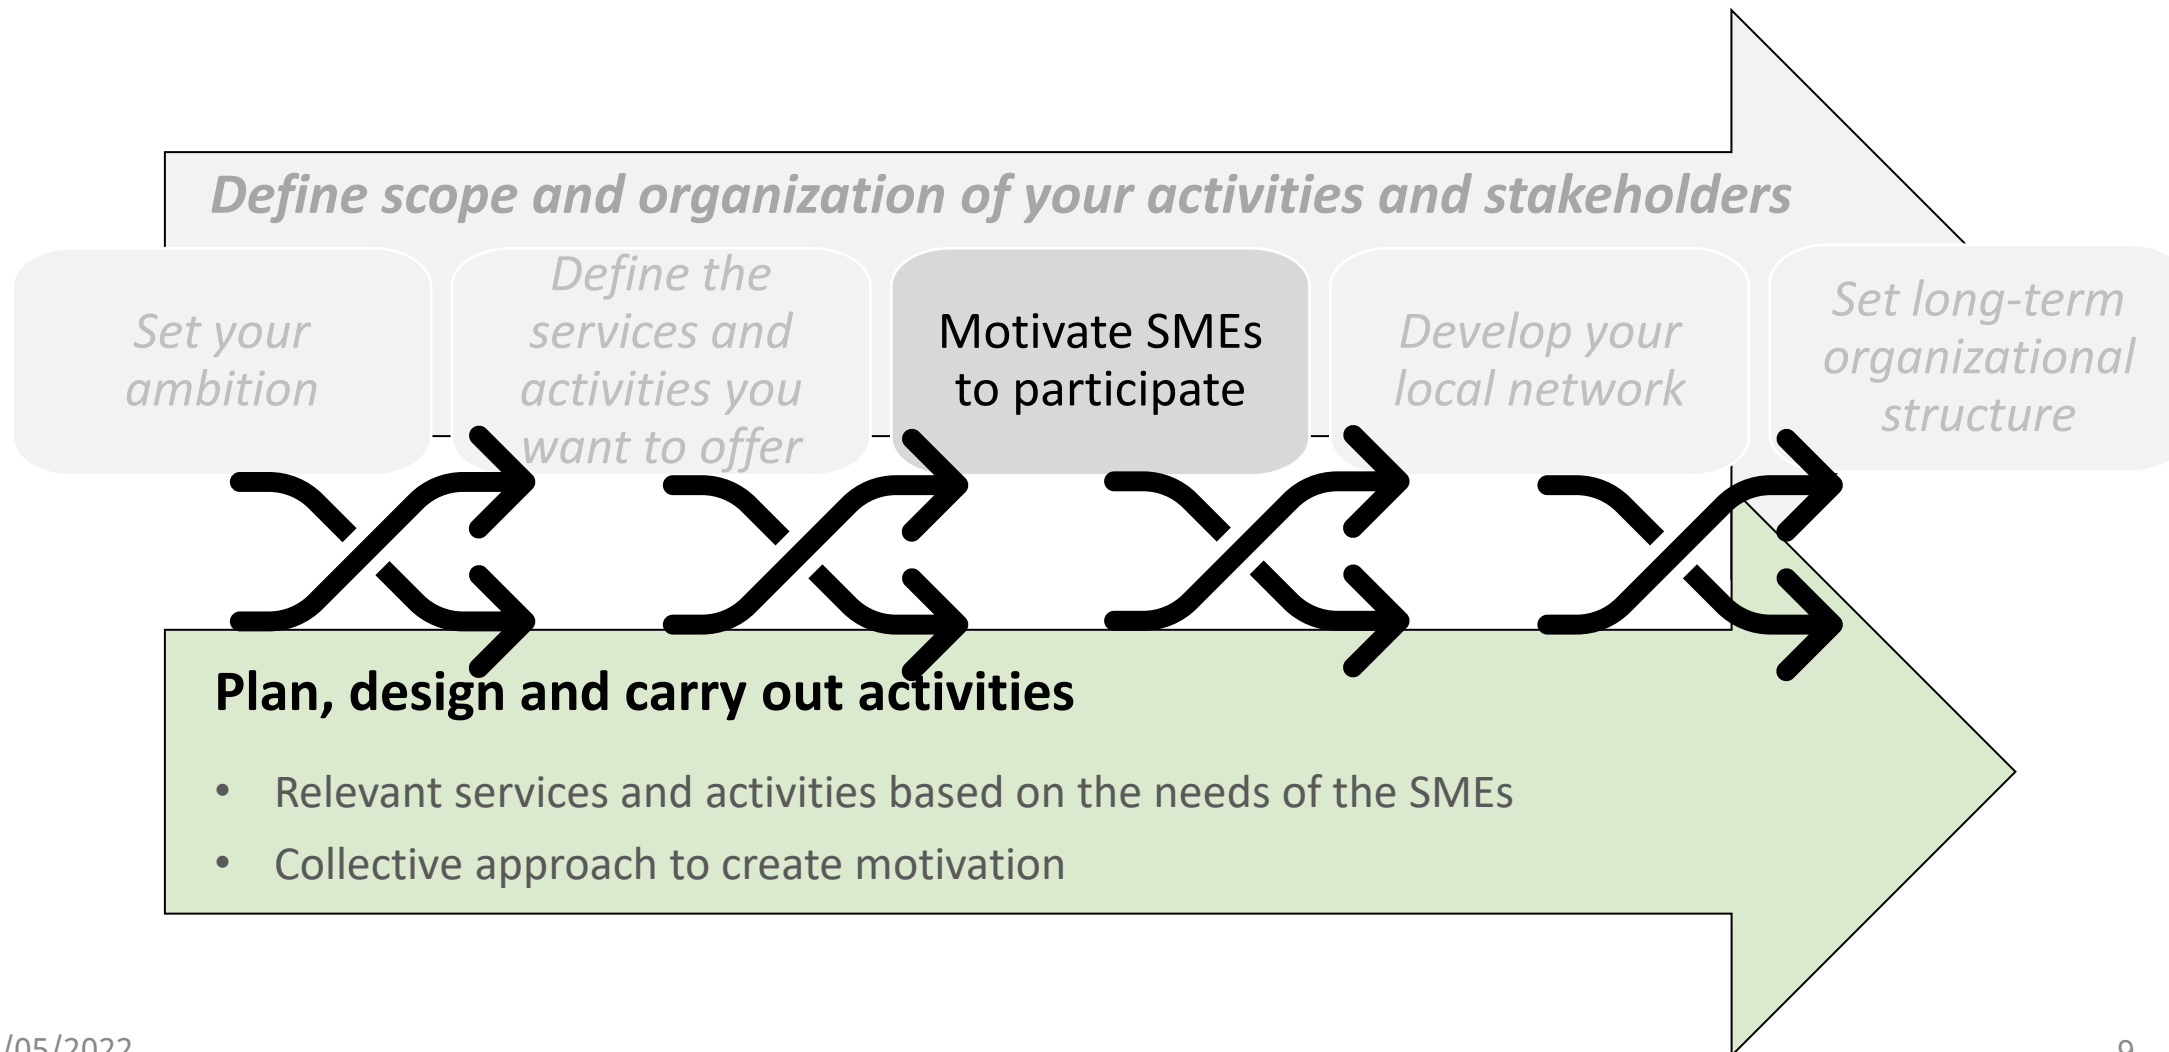 Define scope and organization of your activities and stakeholders
Set your
ambition
Define the
services and
activities you
want to offer
Motivate SMEs
to participate
Develop your
local network
Set long-term
organizational
structure
Plan, design and carry out activities
• Relevant services and activities based on the needs of the SMEs
• Collective approach to create motivation
/05/2022
9